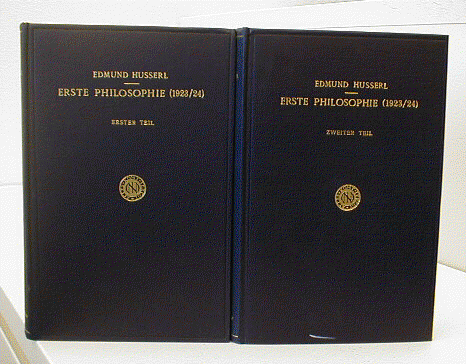 EDMUND HUSSERL
ERSTE PHILOSOPHIE (1923/24)
ERSTER TEIL
EDMUND HUSSERL
ERSTE PHILOSOPHIE (1923/24)
ZWEITER TEIL